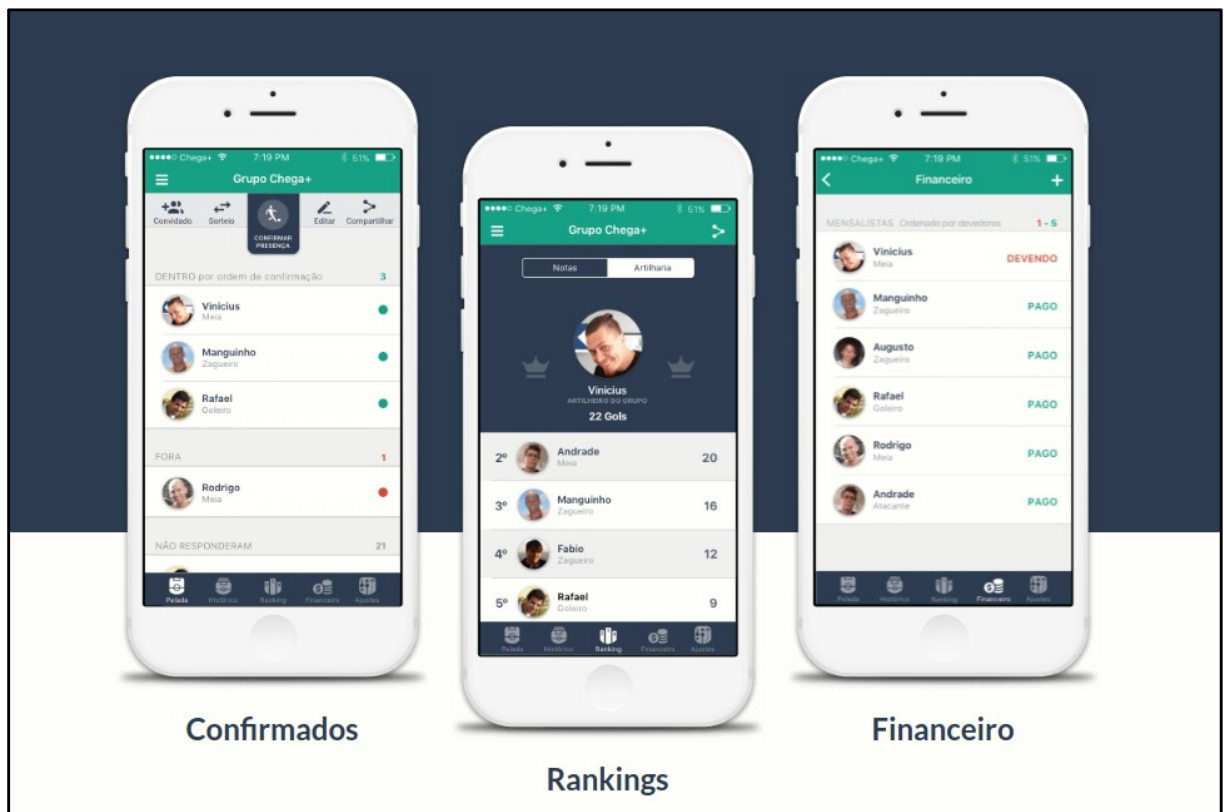 Chega+ 7:19 PM 51%
Grupo Chega+
Convidado Sorteio CONFIRMAR PRESENÇA Editar Compartilhar
DENTRO por ordem de confirmação 3
Vinicius
Meia
Manguinho
Zagueiro
Rafael
Goleiro
FORA 1
Rodrigo
Meia
NÃO RESPONDERAM 21
Pelada Histórico Ranking Financeiro Ajustes
Confirmados
Chega+ 7:19 PM 51%
Grupo Chega+
Notas Artilharia
Vinicius
ARTILHEIRO DO GRUPO
22 Gols
2º Andrade 20
Meia
3º Manguinho 16
Zagueiro
4º Fabio 12
Zagueiro
5º Rafael 9
Goleiro
Pelada Histórico Ranking Financeiro Ajustes
Rankings
Chega+ 7:19 PM 51%
Financeiro +
MENSALISTAS Ordenado por devedores 1 - 5
Vinicius DEVENDO
Meia
Manguinho PAGO
Zagueiro
Augusto PAGO
Zagueiro
Rafael PAGO
Goleiro
Rodrigo PAGO
Meia
Andrade PAGO
Atacante
Pelada Histórico Ranking Financeiro Ajustes
Financeiro